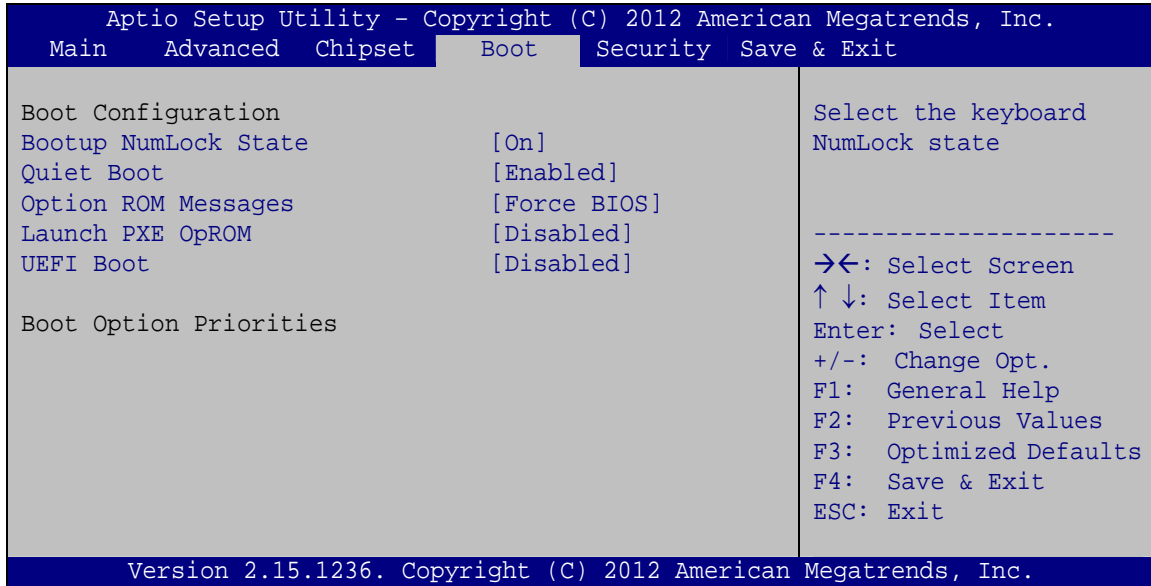 Aptio Setup Utility – Copyright (C) 2012 American Megatrends, Inc.
Main Advanced Chipset Boot Security Save & Exit
Boot Configuration
Bootup NumLock State [On]
Quiet Boot [Enabled]
Option ROM Messages [Force BIOS]
Launch PXE OpROM [Disabled]
UEFI Boot [Disabled]
Boot Option Priorities
Select the keyboard
NumLock state
---------------------
→←: Select Screen
↑ ↓: Select Item
Enter: Select
+/-: Change Opt.
F1: General Help
F2: Previous Values
F3: Optimized Defaults
F4: Save & Exit
ESC: Exit
Version 2.15.1236. Copyright (C) 2012 American Megatrends, Inc.